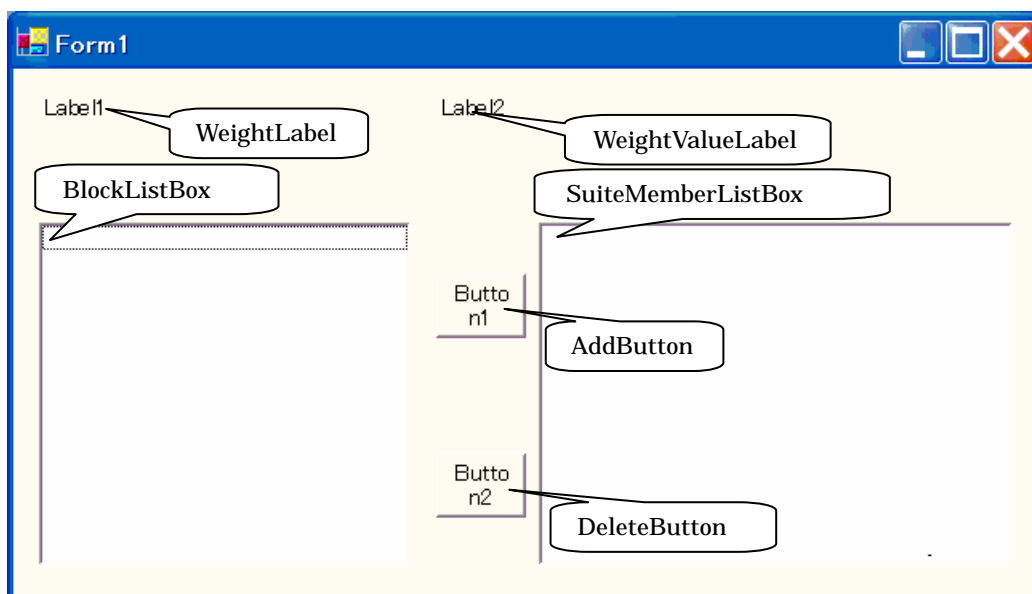 Form1
Label1
WeightLabel
Label2
WeightValueLabel
BlockListBox
SuiteMemberListBox
Butto
n1
AddButton
Butto
n2
DeleteButton